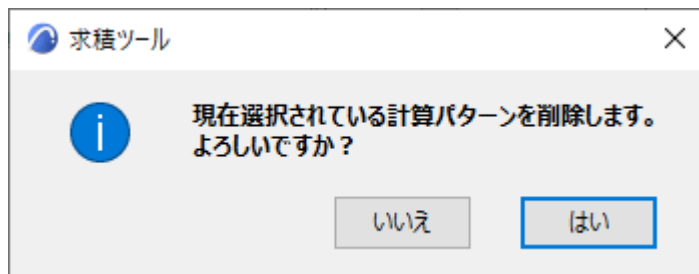 求積ツール
現在選択されている計算パターンを削除します。
よろしいですか？
いいえ
はい